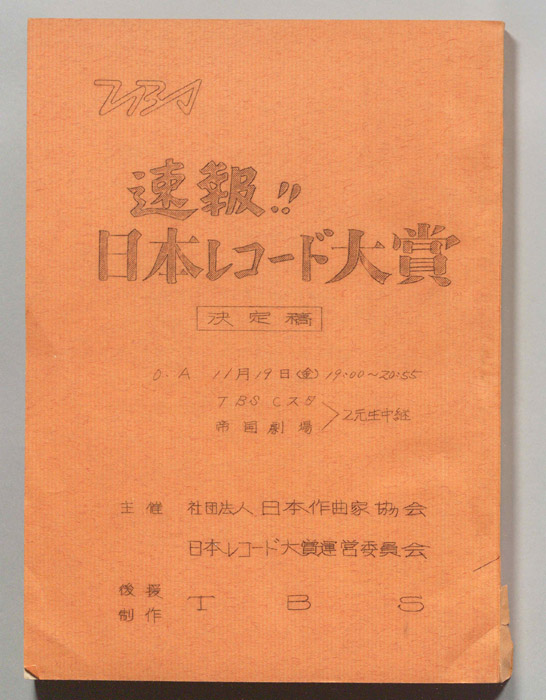 TBS
速報!!
日本レコード大賞
決定稿
O.A 11月19日(金)19:00〜20:55
TBS Cスタ
帝国劇場
2元生中継
主催 社団法人 日本作曲家協会
日本レコード大賞運営委員会
後援
制作
TBS